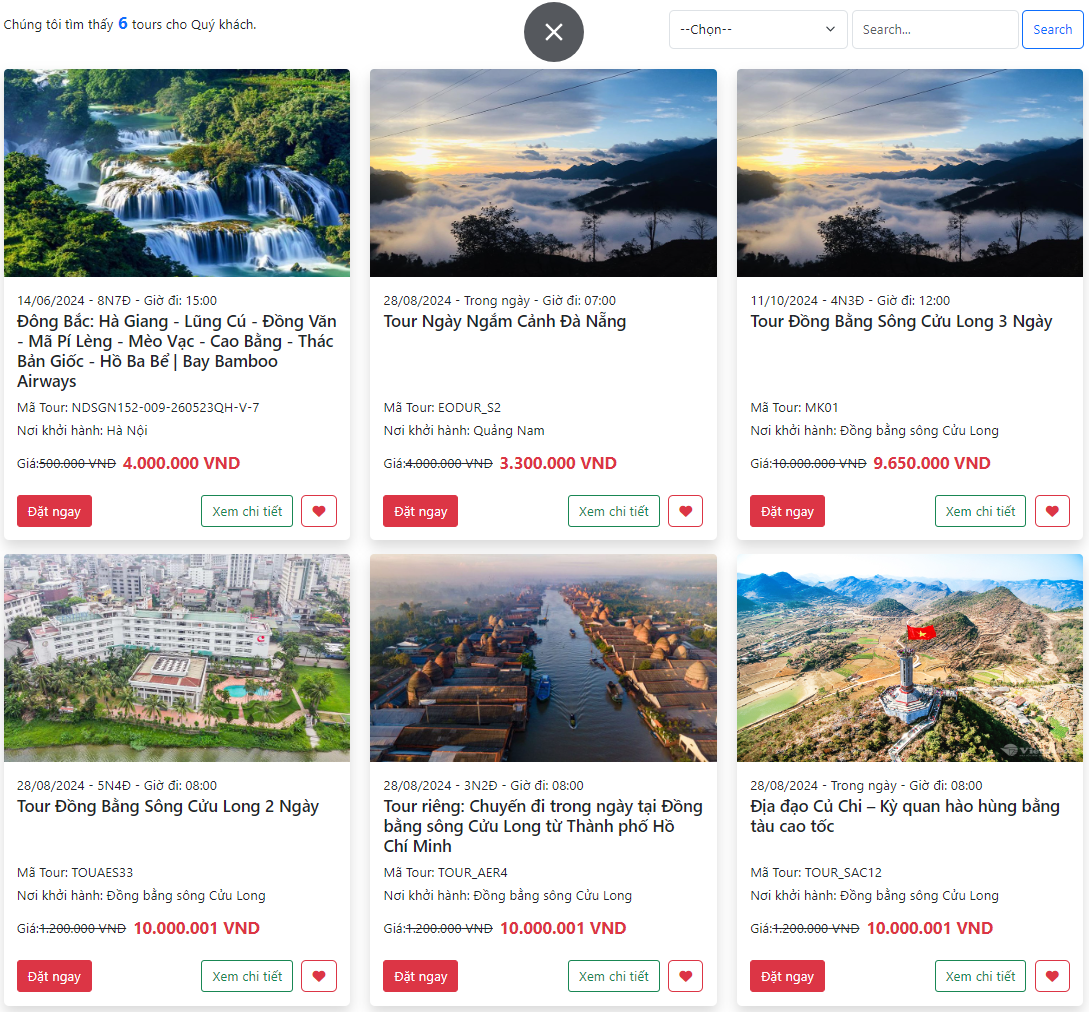 Chúng tôi tìm thấy 6 tours cho Quý khách.
--Chọn--
Search...
Search
14/06/2024 - 8N7Đ - Giờ đi: 15:00
Đông Bắc: Hà Giang - Lũng Cú - Đồng Văn
- Mã Pí Lèng - Mèo Vạc - Cao Bằng - Thác
Bản Giốc - Hồ Ba Bể | Bay Bamboo
Airways
Mã Tour: NDSGN152-009-260523QH-V-7
Nơi khởi hành: Hà Nội
Giá:500.000 VND 4.000.000 VND
Đặt ngay
Xem chi tiết
28/08/2024 - Trong ngày - Giờ đi: 07:00
Tour Ngày Ngắm Cảnh Đà Nẵng
Mã Tour: EODUR_S2
Nơi khởi hành: Quảng Nam
Giá:4.000.000 VND 3.300.000 VND
Đặt ngay
Xem chi tiết
11/10/2024 - 4N3Đ - Giờ đi: 12:00
Tour Đồng Bằng Sông Cửu Long 3 Ngày
Mã Tour: MK01
Nơi khởi hành: Đồng bằng sông Cửu Long
Giá:10.000.000 VND 9.650.000 VND
Đặt ngay
Xem chi tiết
28/08/2024 - 5N4Đ - Giờ đi: 08:00
Tour Đồng Bằng Sông Cửu Long 2 Ngày
Mã Tour: TOUAES33
Nơi khởi hành: Đồng bằng sông Cửu Long
Giá:1.200.000 VND 10.000.001 VND
Đặt ngay
Xem chi tiết
28/08/2024 - 3N2Đ - Giờ đi: 08:00
Tour riêng: Chuyến đi trong ngày tại Đồng
bằng sông Cửu Long từ Thành phố Hồ
Chí Minh
Mã Tour: TOUR_AER4
Nơi khởi hành: Đồng bằng sông Cửu Long
Giá:1.200.000 VND 10.000.001 VND
Đặt ngay
Xem chi tiết
28/08/2024 - Trong ngày - Giờ đi: 08:00
Địa đạo Củ Chi – Kỳ quan hào hùng bằng
tàu cao tốc
Mã Tour: TOUR_SAC12
Nơi khởi hành: Đồng bằng sông Cửu Long
Giá:1.200.000 VND 10.000.001 VND
Đặt ngay
Xem chi tiết